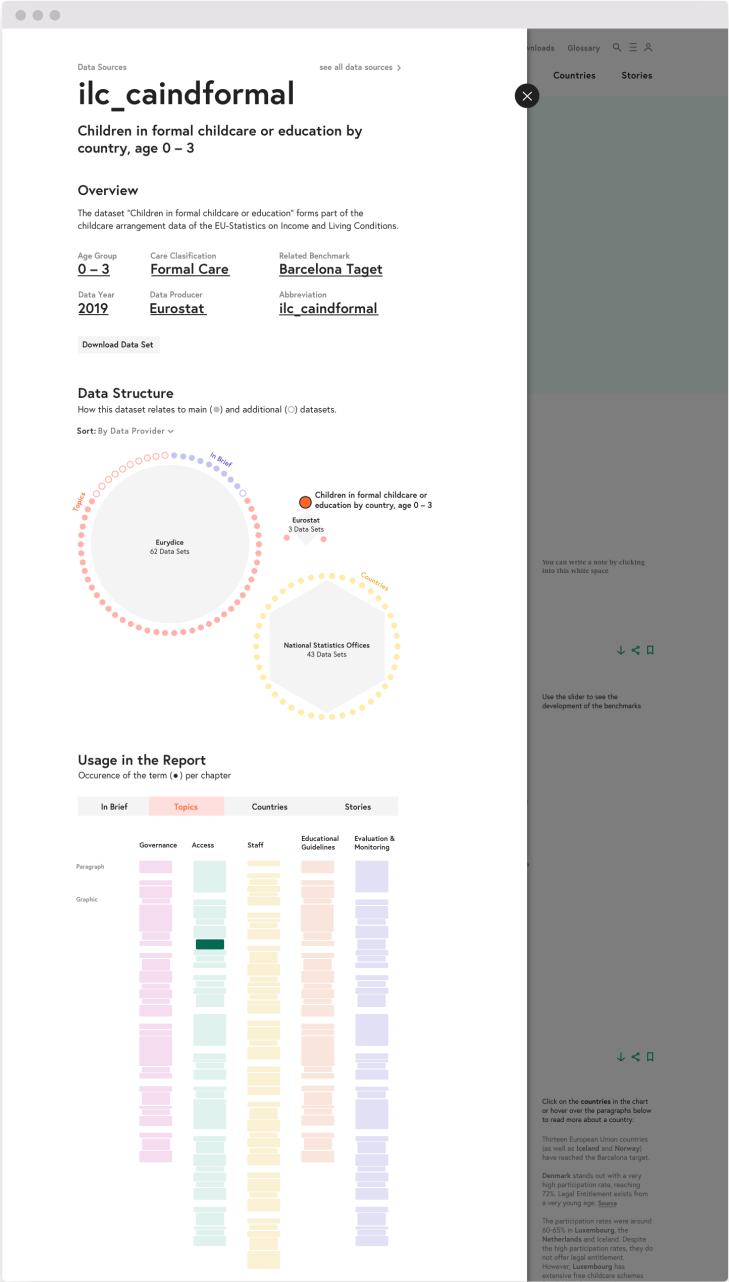 Data Sources
see all data sources
ilc_caindformal
Children in formal childcare or education by
country, age 0 – 3
Overview
The dataset "Children in formal childcare or education" forms part of the
childcare arrangement data of the EU-Statistics on Income and Living Conditions.
Age Group
Care Clasification
Related Benchmark
0 – 3
Formal Care
Barcelona Taget
Data Year
Data Producer
Abbreviation
2019
Eurostat
ilc_caindformal
Download Data Set
Data Structure
How this dataset relates to main ( ) and additional ( ) datasets.
Sort: By Data Provider
In Brief
Topics
Eurydice
62 Data Sets
Children in formal childcare or
education by country, age 0 – 3
Eurostat
3 Data Sets
Countries
National Statistics Offices
43 Data Sets
Usage in the Report
Occurence of the term ( ) per chapter
In Brief
Topics
Countries
Stories
Governance
Access
Staff
Educational
Guidelines
Evaluation &
Monitoring
Paragraph
Graphic
Glossary
Countries
Stories
You can write a note by clicking
into this white space
Use the slider to see the
development of the benchmarks
Click on the countries in the chart
or hover over the paragraphs below
to read more about a country:
Thirteen European Union countries
(as well as Iceland and Norway)
have reached the Barcelona target.
Denmark stands out with a very
high participation rate, reaching
72%. Legal Entitlement exists from
a very young age. Source
The participation rates were around
60-65% in Luxembourg, the
Netherlands and Iceland. Despite
the high participation rates, they do
not offer legal entitlement.
However, Luxembourg has
extensive free childcare schemes